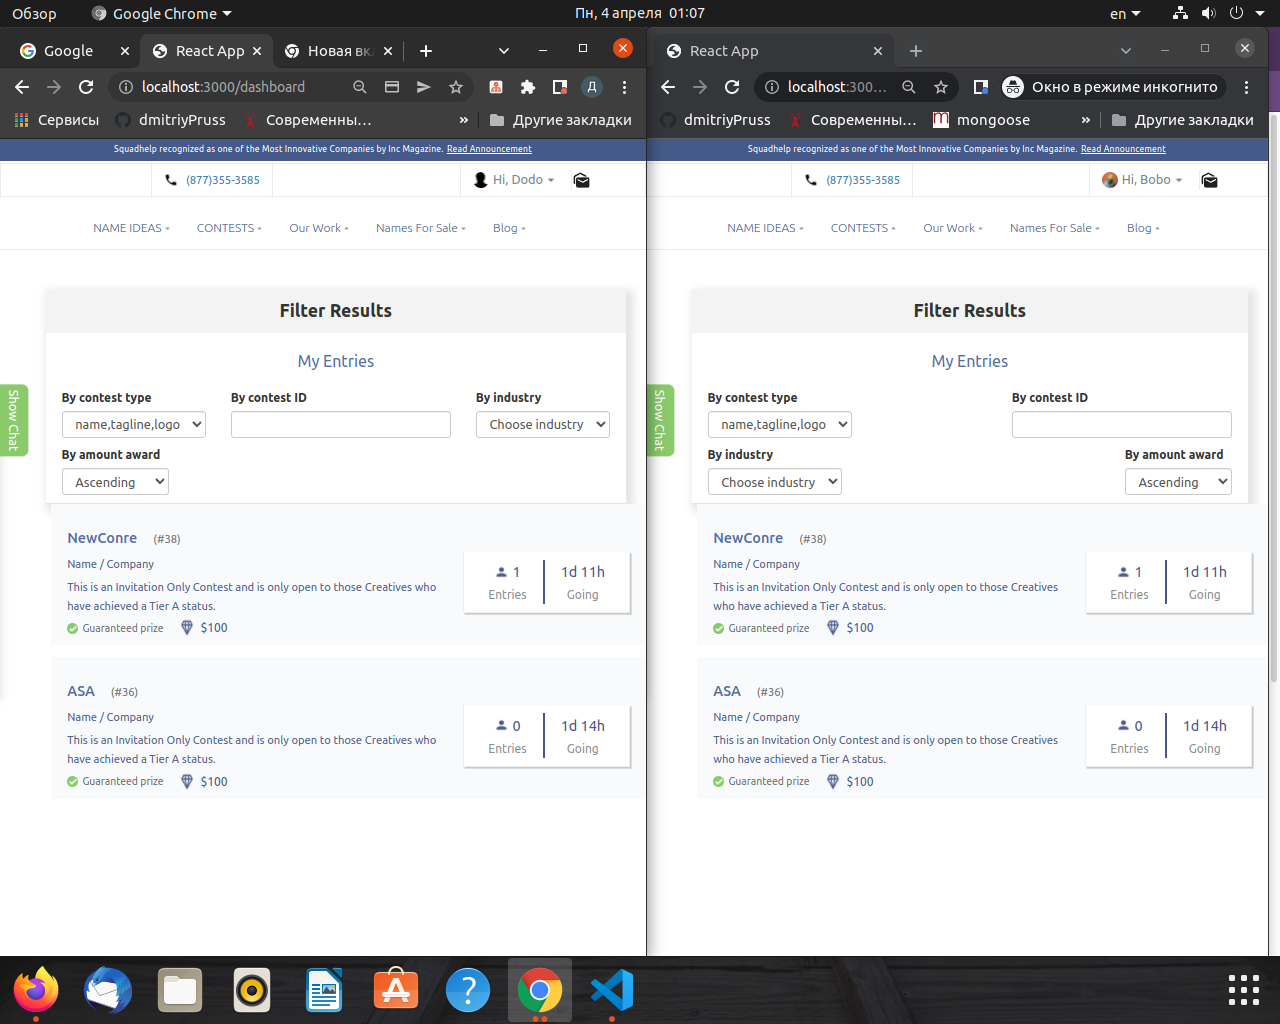 Обзор
Google Chrome
Пн, 4 апреля 01:07
en
Google
React App
Новая вк
localhost:3000/dashboard
Д
Сервисы
dmitriyPruss
Современны...
»
Другие закладки
Squadhelp recognized as one of the Most Innovative Companies by Inc Magazine. Read Announcement
(877)355-3585
Hi, Dodo
NAME IDEAS
CONTESTS
Our Work
Names For Sale
Blog
Filter Results
My Entries
Show Chat
By contest type
By contest ID
By industry
name,tagline,logo
Choose industry
By amount award
Ascending
NewConre (#38)
Name / Company
This is an Invitation Only Contest and is only open to those Creatives who
have achieved a Tier A status.
Guaranteed prize
$100
1
Entries
1d 11h
Going
ASA (#36)
Name / Company
This is an Invitation Only Contest and is only open to those Creatives who
have achieved a Tier A status.
Guaranteed prize
$100
0
Entries
1d 14h
Going
React App
localhost:300...
Окно в режиме инкогнито
dmitriyPruss
Современны...
mongoose
»
Другие закладки
Squadhelp recognized as one of the Most Innovative Companies by Inc Magazine. Read Announcement
(877)355-3585
Hi, Bobo
NAME IDEAS
CONTESTS
Our Work
Names For Sale
Blog
Filter Results
My Entries
Show Chat
By contest type
By contest ID
name,tagline,logo
By industry
By amount award
Choose industry
Ascending
NewConre (#38)
Name / Company
This is an Invitation Only Contest and is only open to those Creatives
who have achieved a Tier A status.
Guaranteed prize
$100
1
Entries
1d 11h
Going
ASA (#36)
Name / Company
This is an Invitation Only Contest and is only open to those Creatives
who have achieved a Tier A status.
Guaranteed prize
$100
0
Entries
1d 14h
Going